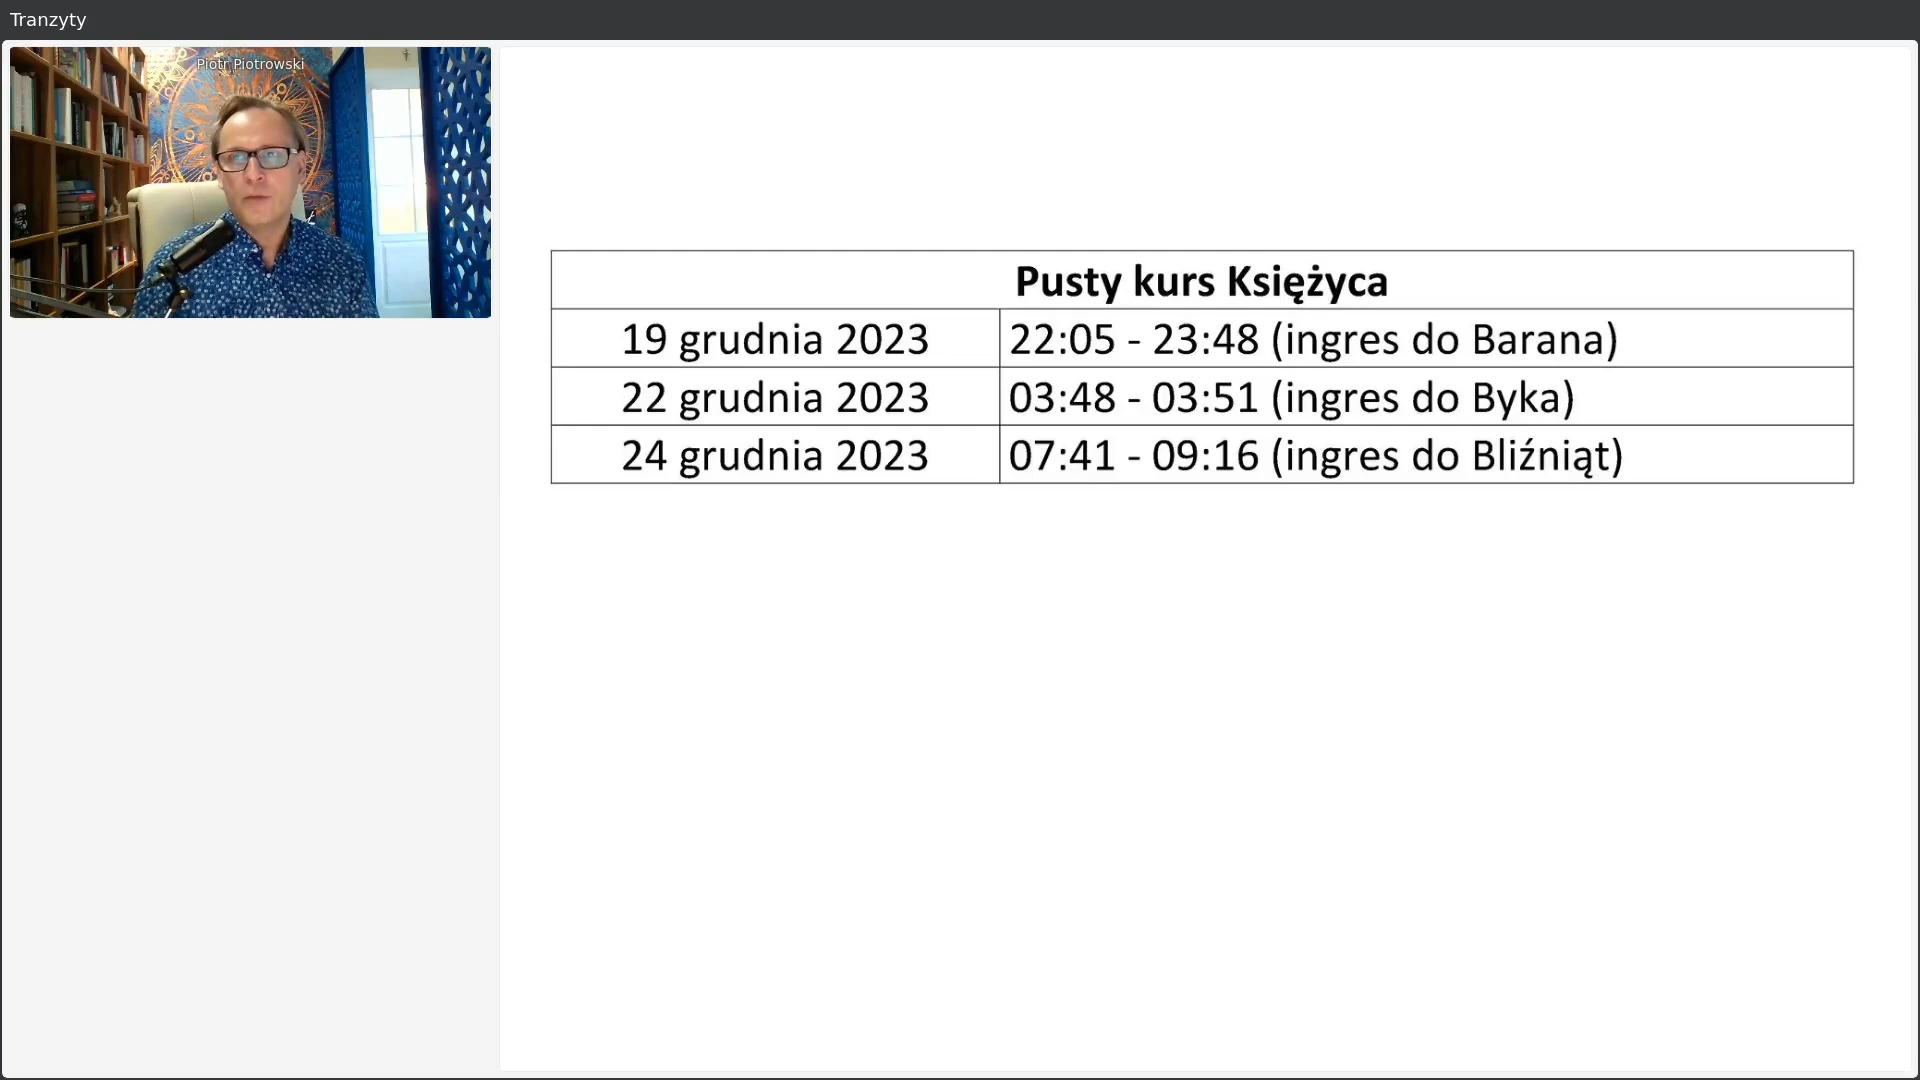 Tranzyty
Piotr Piotrowski
Pusty kurs Księżyca
19 grudnia 2023 22:05 - 23:48 (ingres do Barana)
22 grudnia 2023 03:48 - 03:51 (ingres do Byka)
24 grudnia 2023 07:41 - 09:16 (ingres do Bliźniąt)